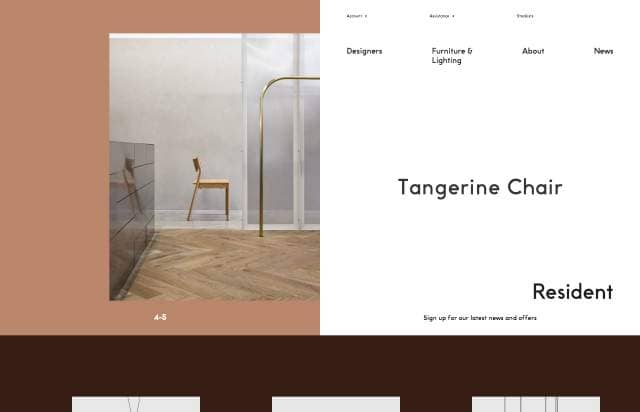 Account +
Assistance +
Stockists
Designers
Furniture &
Lighting
About
News
Tangerine Chair
Resident
4-5
Sign up for our latest news and offers